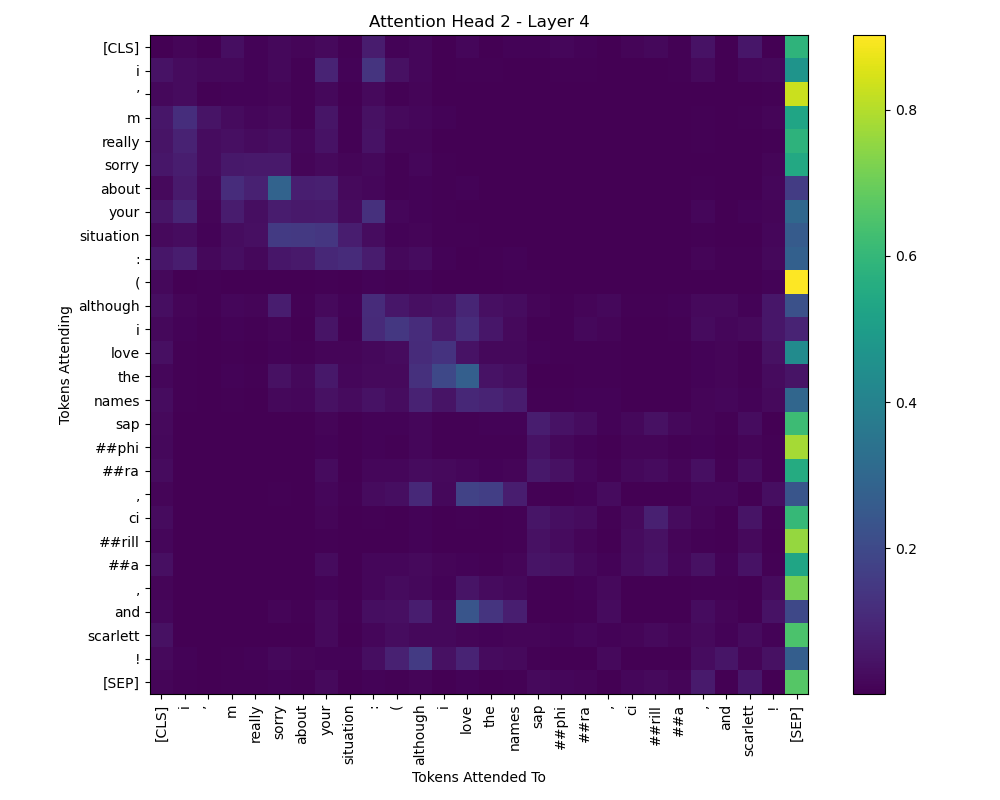 Attention Head 2 - Layer 4
Tokens Attending
[CLS]
i
’
m
really
sorry
about
your
situation
:
(
although
i
love
the
names
sap
##phi
##ra
,
ci
##rill
##a
,
and
scarlett
!
[SEP]
[CLS]
i
’
m
really
sorry
about
your
situation
:
(
although
i
love
the
names
sap
##phi
##ra
,
ci
##rill
##a
,
and
scarlett
!
[SEP]
Tokens Attended To
0.8
0.6
0.4
0.2